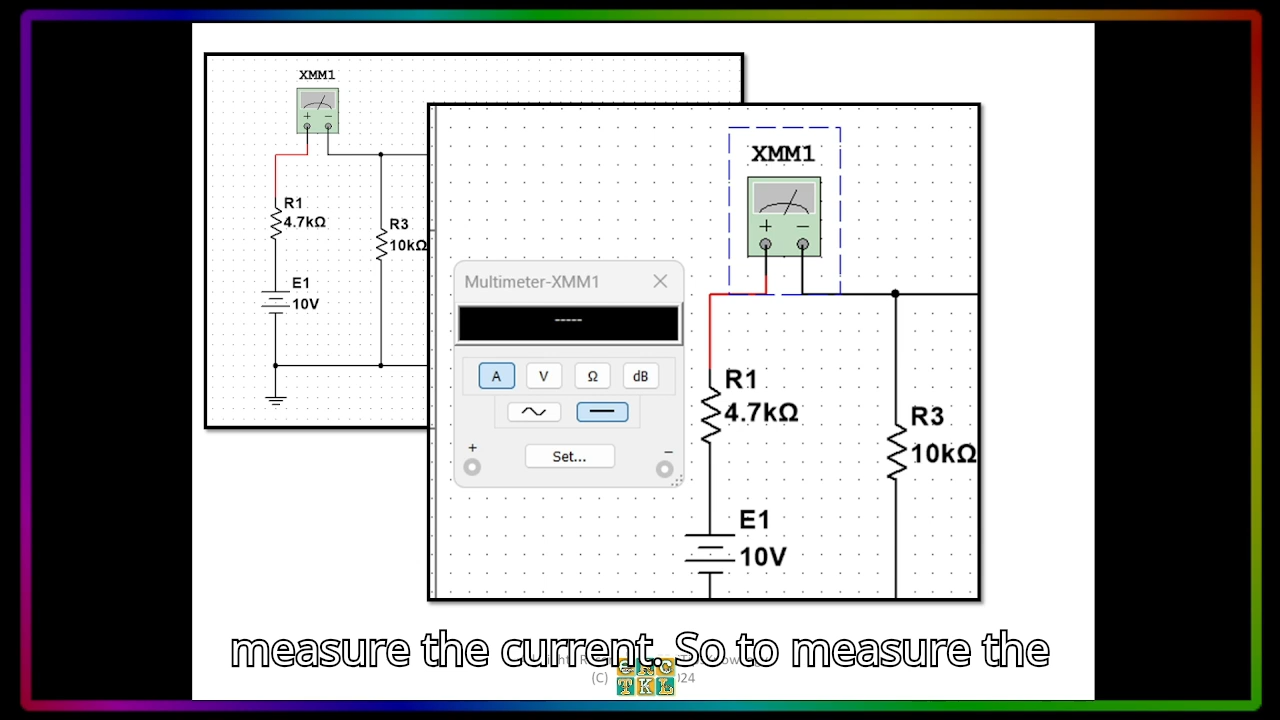 XMM1
+ −
R1
4.7kΩ
R3
10kΩ
E1
10V
XMM1
+ −
Multimeter-XMM1
-----
A V Ω dB
+ −
Set...
R1
4.7kΩ
R3
10kΩ
E1
10V
measure the current. So to measure the
(C) 24
T K L